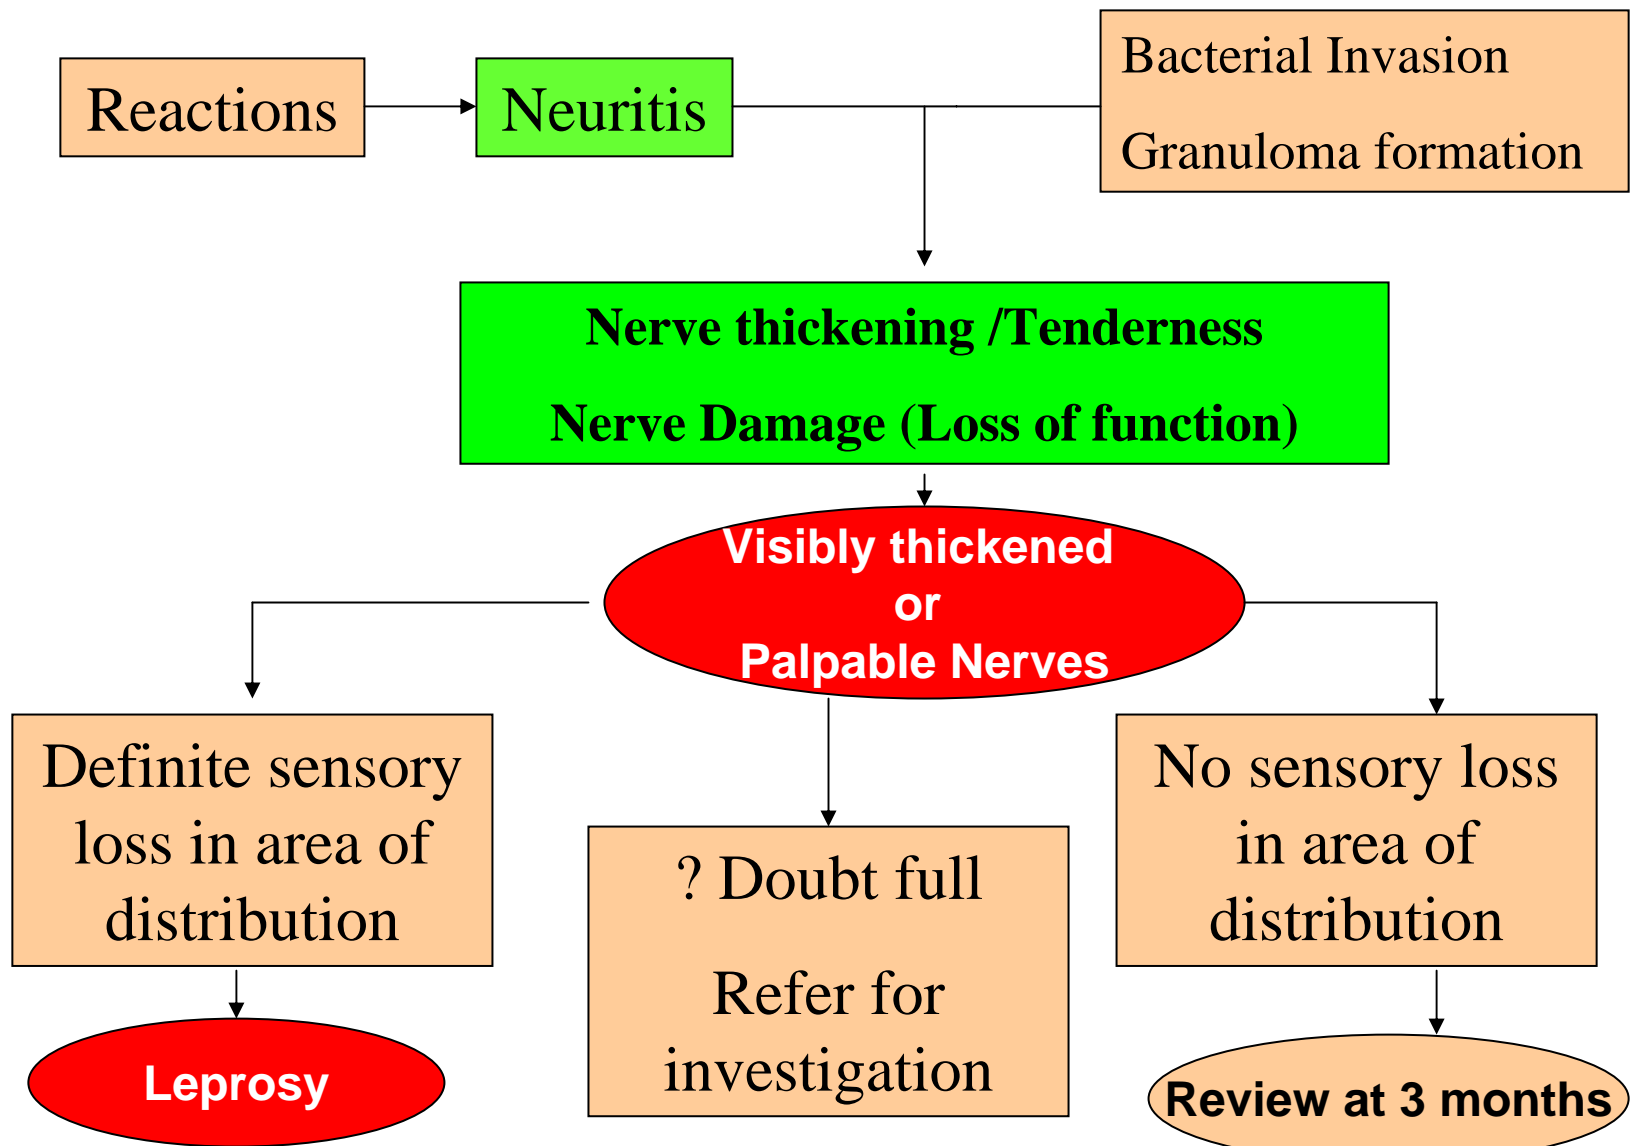 Reactions
Neuritis
Bacterial Invasion
Granuloma formation
Nerve thickening /Tenderness
Nerve Damage (Loss of function)
Visibly thickened
or
Palpable Nerves
Definite sensory
loss in area of
distribution
? Doubt full
Refer for
investigation
No sensory loss
in area of
distribution
Leprosy
Review at 3 months